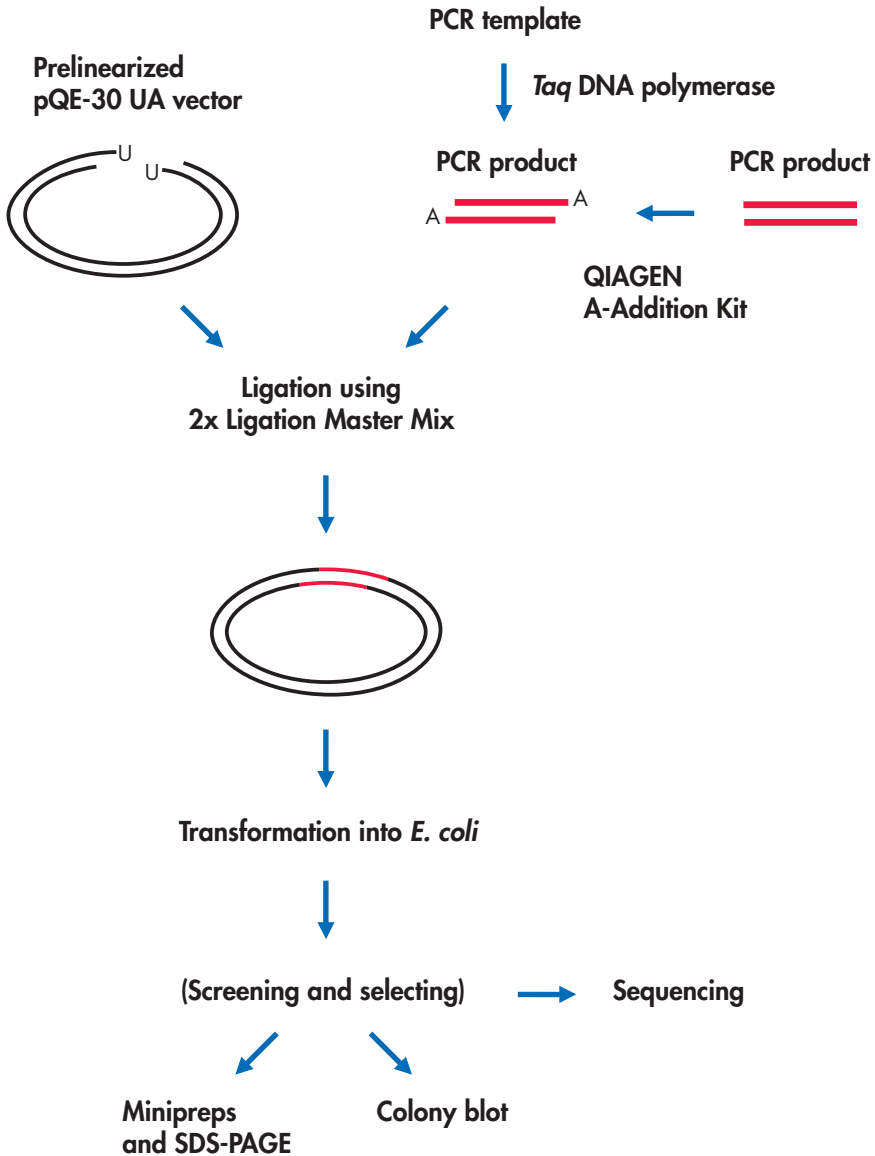 PCR template
Prelinearized
pQE-30 UA vector
Taq DNA polymerase
U
U
PCR product
A
A
PCR product
QIAGEN
A-Addition Kit
Ligation using
2x Ligation Master Mix
Transformation into E. coli
(Screening and selecting)
Sequencing
Minipreps
and SDS-PAGE
Colony blot